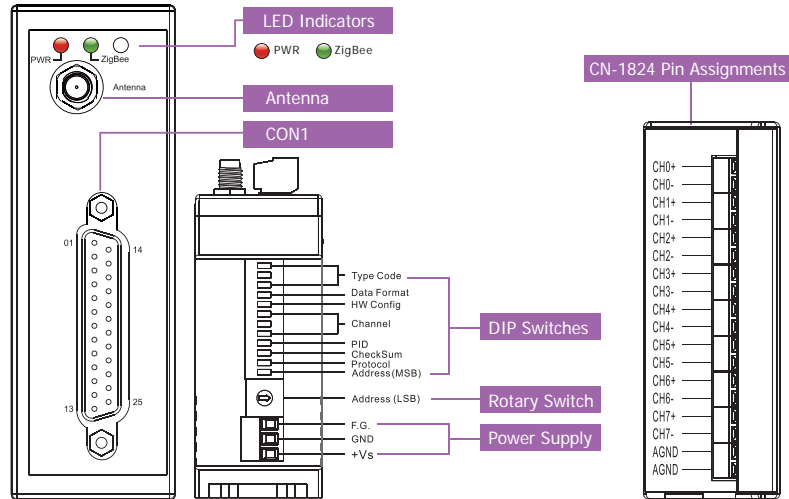 LED Indicators
PWR ZigBee
PWR ZigBee
Antenna
Antenna
CON1
01 14
13 25
Type Code
Data Format
HW Config
Channel
PID
CheckSum
Protocol
Address(MSB)
DIP Switches
Address (LSB)
Rotary Switch
F.G.
GND
+Vs
Power Supply
CN-1824 Pin Assignments
CH0+
CH0-
CH1+
CH1-
CH2+
CH2-
CH3+
CH3-
CH4+
CH4-
CH5+
CH5-
CH6+
CH6-
CH7+
CH7-
AGND
AGND